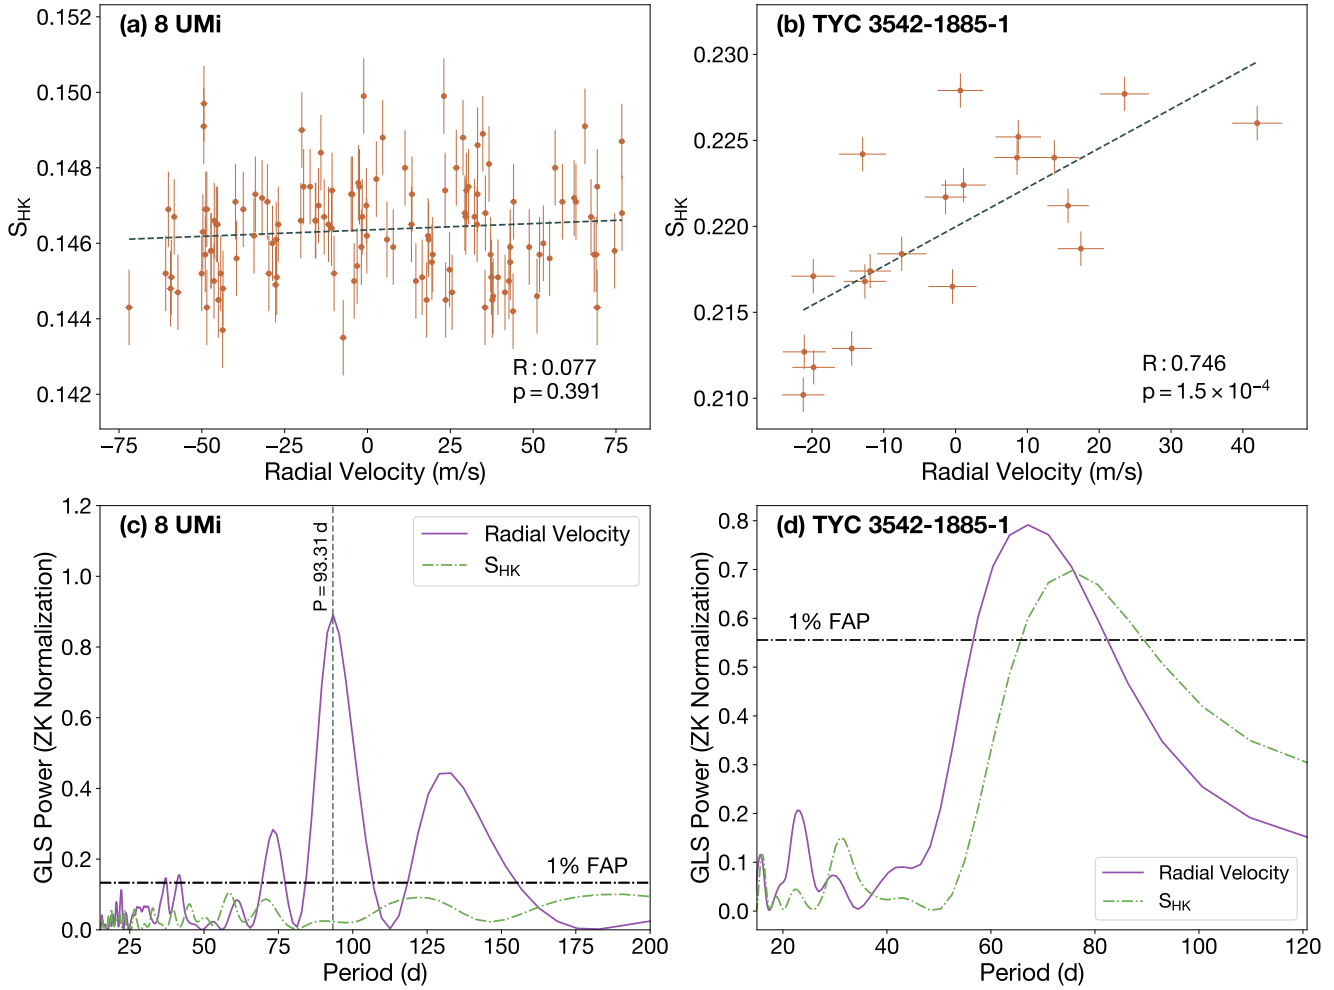 (a) 8 UMi
0.152
0.150
0.148
0.146
0.144
0.142
S_HK
R : 0.077
p = 0.391
−75 −50 −25 0 25 50 75
Radial Velocity (m/s)
(b) TYC 3542-1885-1
0.230
0.225
0.220
0.215
0.210
S_HK
R : 0.746
p = 1.5 × 10⁻⁴
−20 −10 0 10 20 30 40
Radial Velocity (m/s)
(c) 8 UMi
1.2
1.0
0.8
0.6
0.4
0.2
0.0
GLS Power (ZK Normalization)
P = 93.31 d
Radial Velocity
S_HK
1% FAP
25 50 75 100 125 150 175 200
Period (d)
(d) TYC 3542-1885-1
0.8
0.7
0.6
0.5
0.4
0.3
0.2
0.1
0.0
GLS Power (ZK Normalization)
1% FAP
Radial Velocity
S_HK
20 40 60 80 100 120
Period (d)